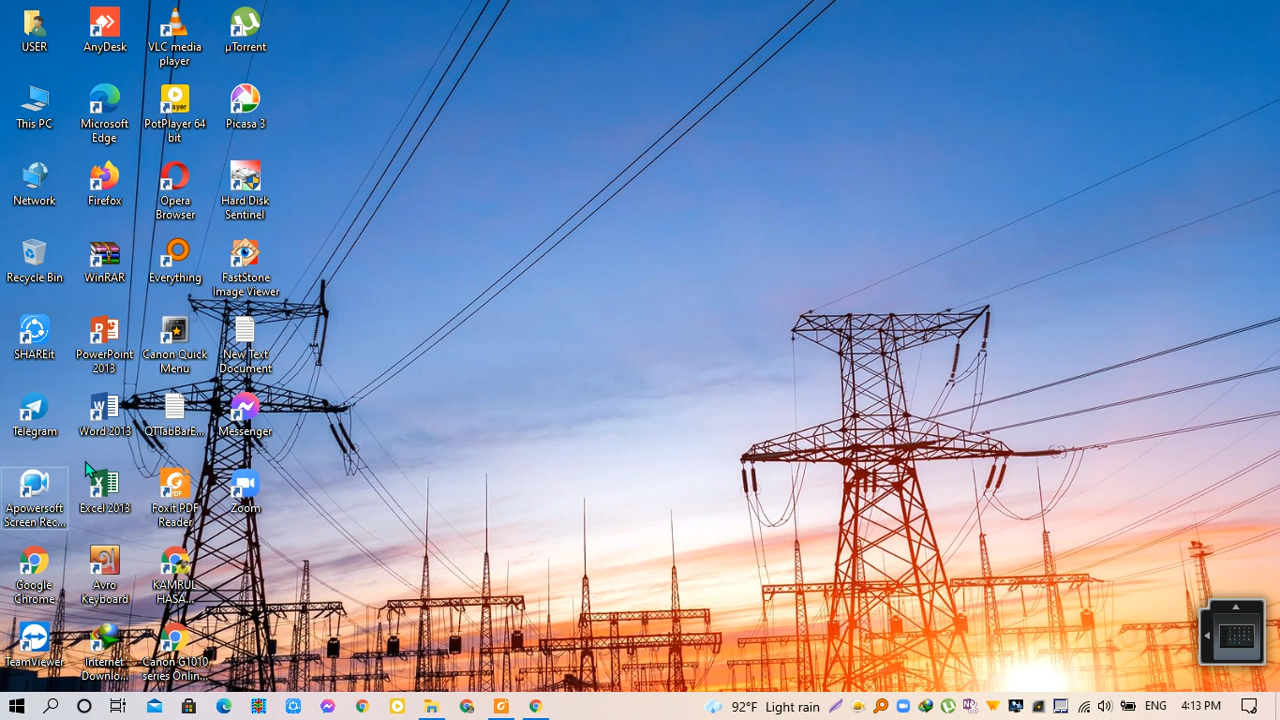 USER
AnyDesk
VLC media
player
µTorrent
This PC
Microsoft
Edge
PotPlayer 64
bit
Picasa 3
Network
Firefox
Opera
Browser
Hard Disk
Sentinel
Recycle Bin
WinRAR
Everything
FastStone
Image Viewer
SHAREit
PowerPoint
2013
Canon Quick
Menu
New Text
Document
Telegram
Word 2013
QTTabBarE...
Messenger
Apowersoft
Screen Rec...
Excel 2013
Foxit PDF
Reader
Zoom
Google
Chrome
Avro
Keyboard
KAMRUL
HASA...
TeamViewer
Internet
Downlo...
Canon G1010
series Onlin...
92°F Light rain
ENG
4:13 PM